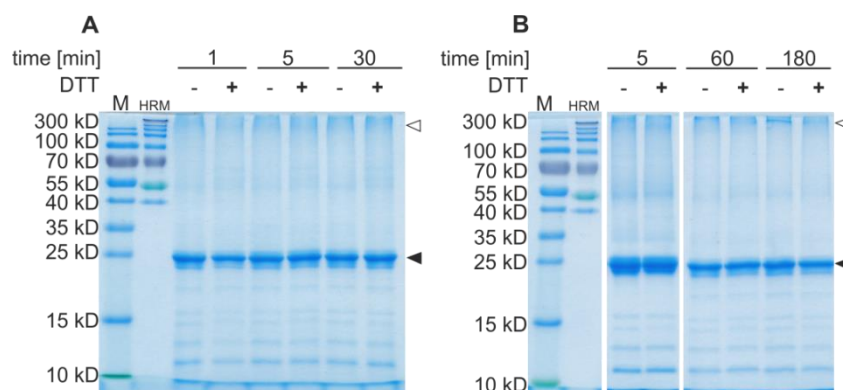 A
time [min] 1 5 30
DTT - + - + - +
M HRM
300 kD
100 kD
70 kD
55 kD
40 kD
35 kD
25 kD
15 kD
10 kD
B
time [min] 5 60 180
DTT - + - + - +
M HRM
300 kD
100 kD
70 kD
55 kD
40 kD
35 kD
25 kD
15 kD
10 kD